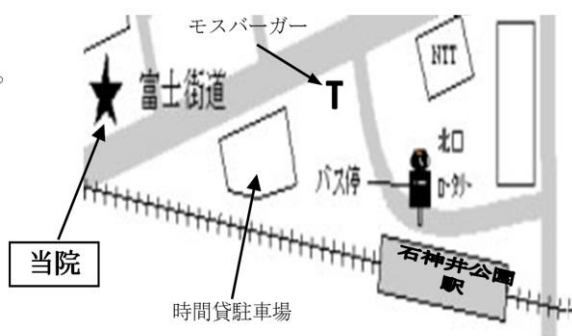 モスバーガー
。
NTT
富士街道
T
北口
ﾛｰﾀﾘｰ
バス停
当院
石神井公園
駅
時間貸駐車場